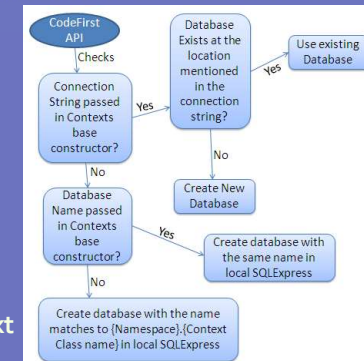 CodeFirst
API
Checks
Connection
String passed
in Contexts
base
constructor?
Yes
Database
Exists at the
location
mentioned
in the
connection
string?
Yes
Use existing
Database
No
Create New
Database
No
Database
Name passed
in Contexts
base
constructor?
Yes
Create database with
the same name in
local SQLExpress
No
Create database with the name
matches to {Namespace}.{Context
Class name} in local SQLExpress
xt